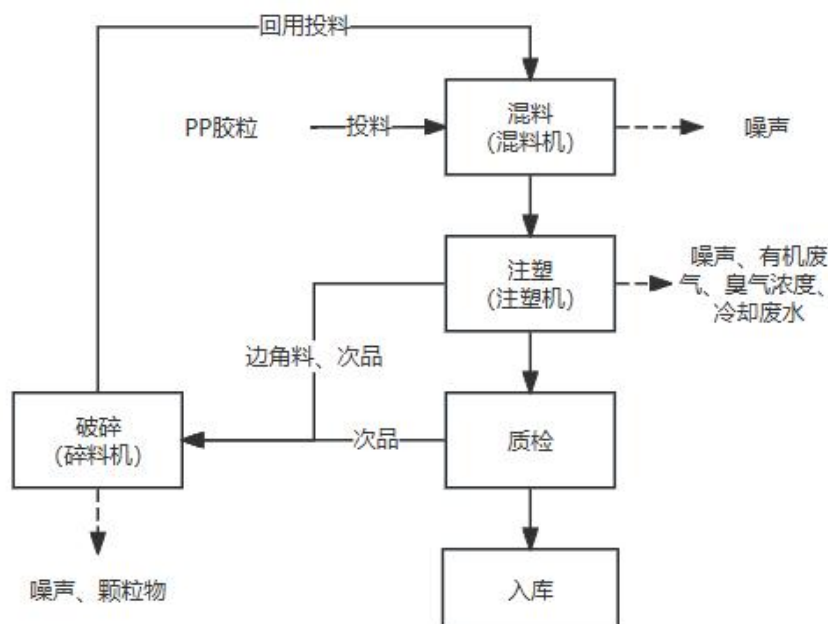 回用投料
PP胶粒
投料
混料
(混料机)
噪声
注塑
(注塑机)
噪声、有机废
气、臭气浓度、
冷却废水
边角料、次品
破碎
(碎料机)
次品
质检
噪声、颗粒物
入库